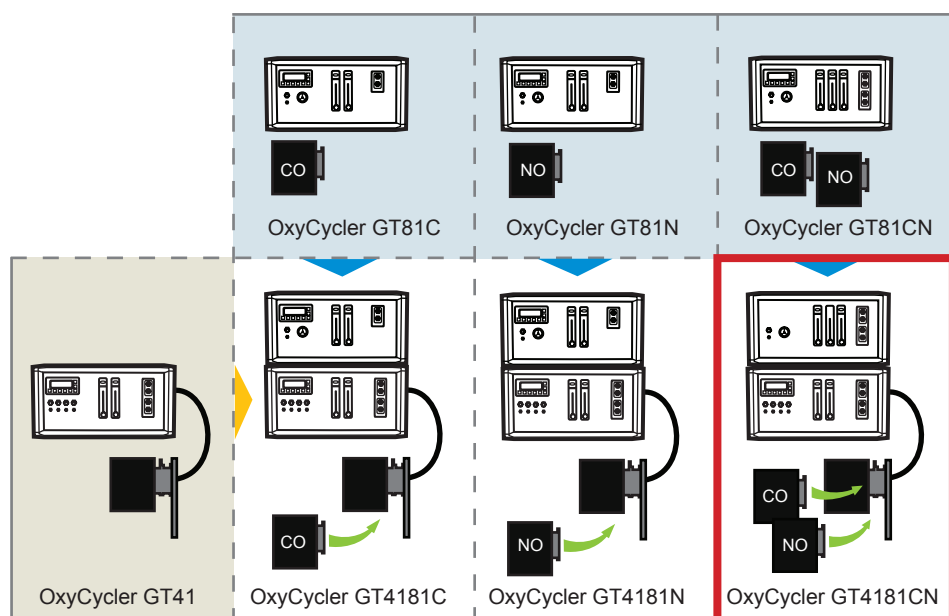 CO
NO
CO
NO
OxyCycler GT81C
OxyCycler GT81N
OxyCycler GT81CN
CO
NO
CO
NO
OxyCycler GT41
OxyCycler GT4181C
OxyCycler GT4181N
OxyCycler GT4181CN